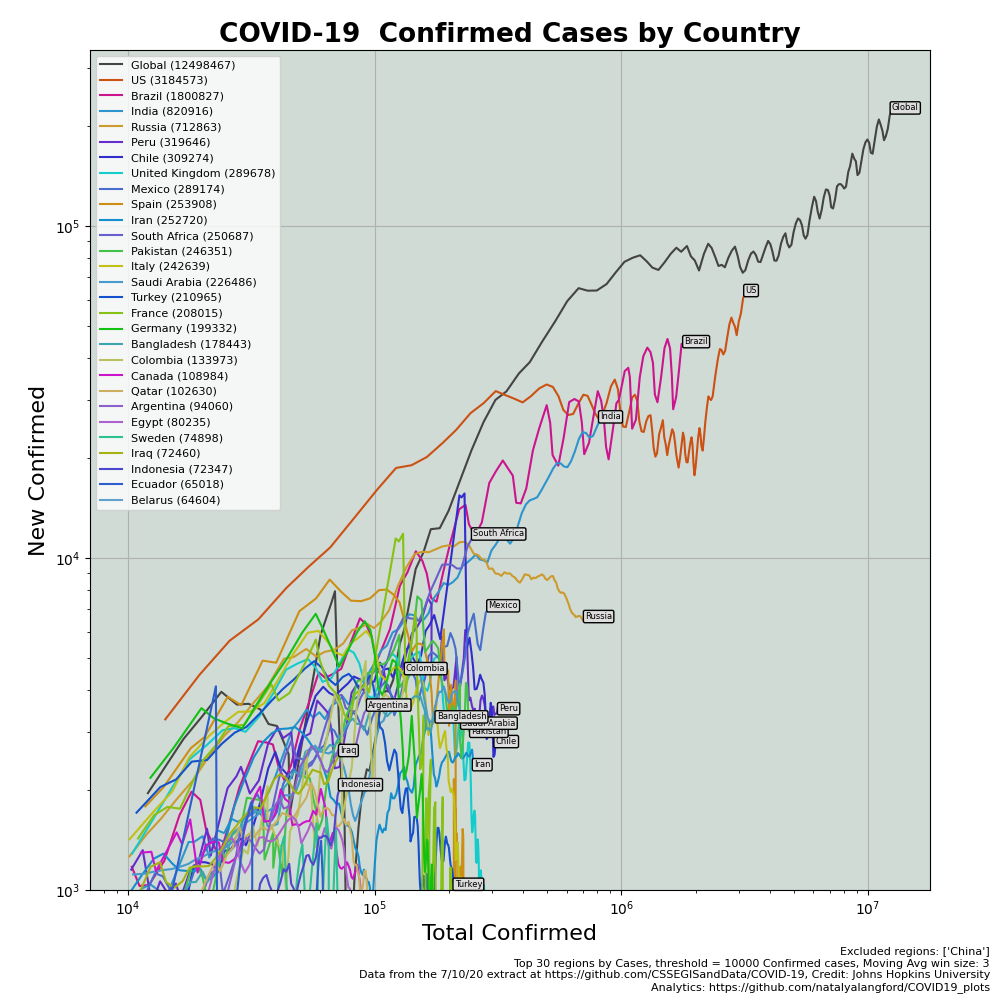 COVID-19  Confirmed Cases by Country
Global (12498467)
US (3184573)
Brazil (1800827)
India (820916)
Russia (712863)
Peru (319646)
Chile (309274)
United Kingdom (289678)
Mexico (289174)
Spain (253908)
Iran (252720)
South Africa (250687)
Pakistan (246351)
Italy (242639)
Saudi Arabia (226486)
Turkey (210965)
France (208015)
Germany (199332)
Bangladesh (178443)
Colombia (133973)
Canada (108984)
Qatar (102630)
Argentina (94060)
Egypt (80235)
Sweden (74898)
Iraq (72460)
Indonesia (72347)
Ecuador (65018)
Belarus (64604)
Global
US
Brazil
India
South Africa
Mexico
Russia
Colombia
Argentina
Peru
Bangladesh
Saudi Arabia
Pakistan
Chile
Iraq
Iran
Indonesia
Turkey
New Confirmed
10^5
10^4
10^3
10^4
10^5
10^6
10^7
Total Confirmed
Excluded regions: ['China']
Top 30 regions by Cases, threshold = 10000 Confirmed cases, Moving Avg win size: 3
Data from the 7/10/20 extract at https://github.com/CSSEGISandData/COVID-19, Credit: Johns Hopkins University
Analytics: https://github.com/natalyalangford/COVID19_plots